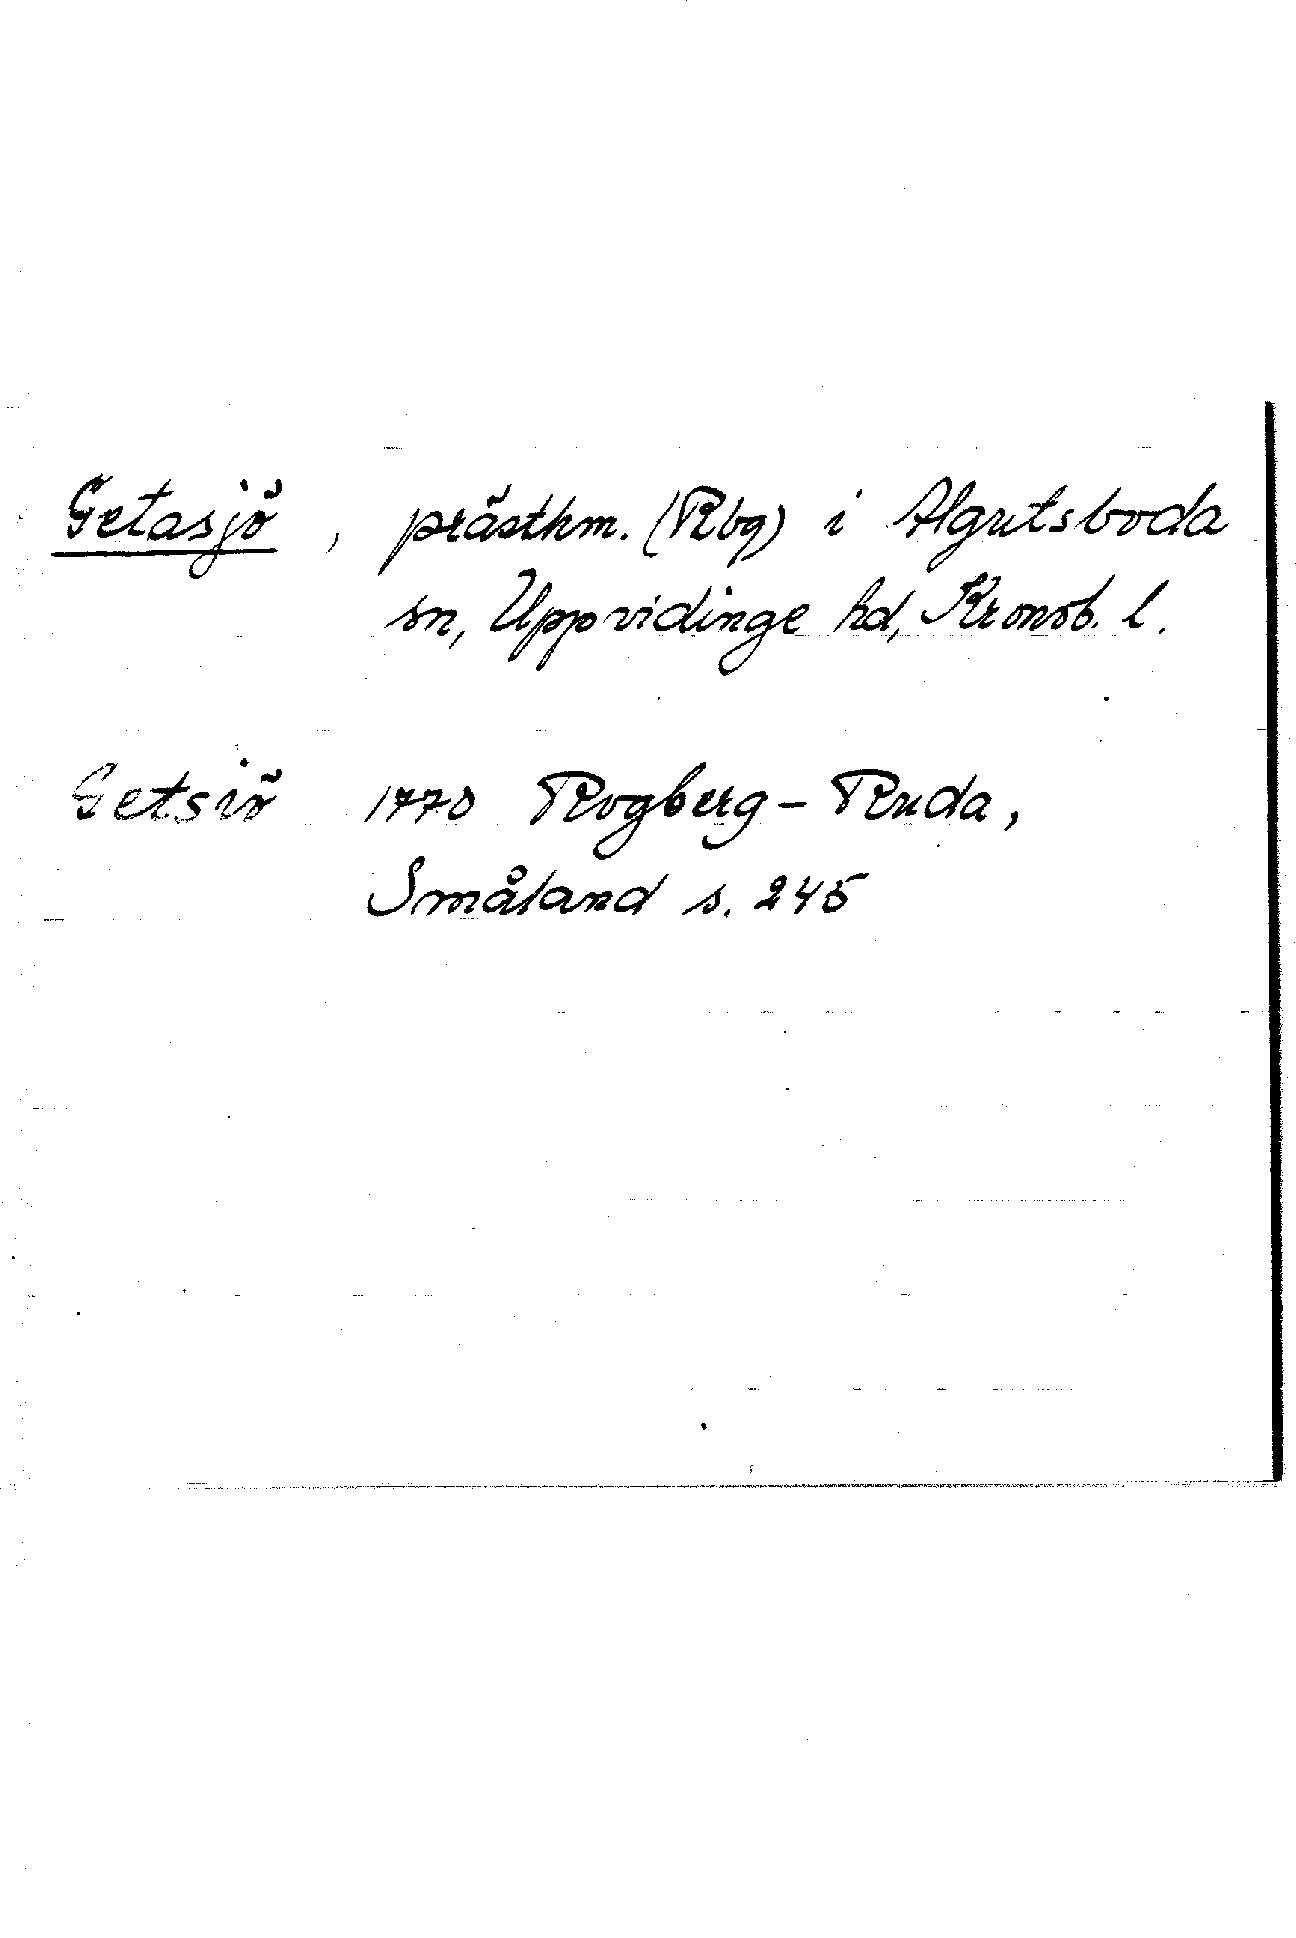 Getasjö, prästhm. (Rbg) i Algutsboda
sn, Uppvidinge hd, Kronob. l.
Getsiö 1770 Rogberg-Ruda,
Småland s. 245